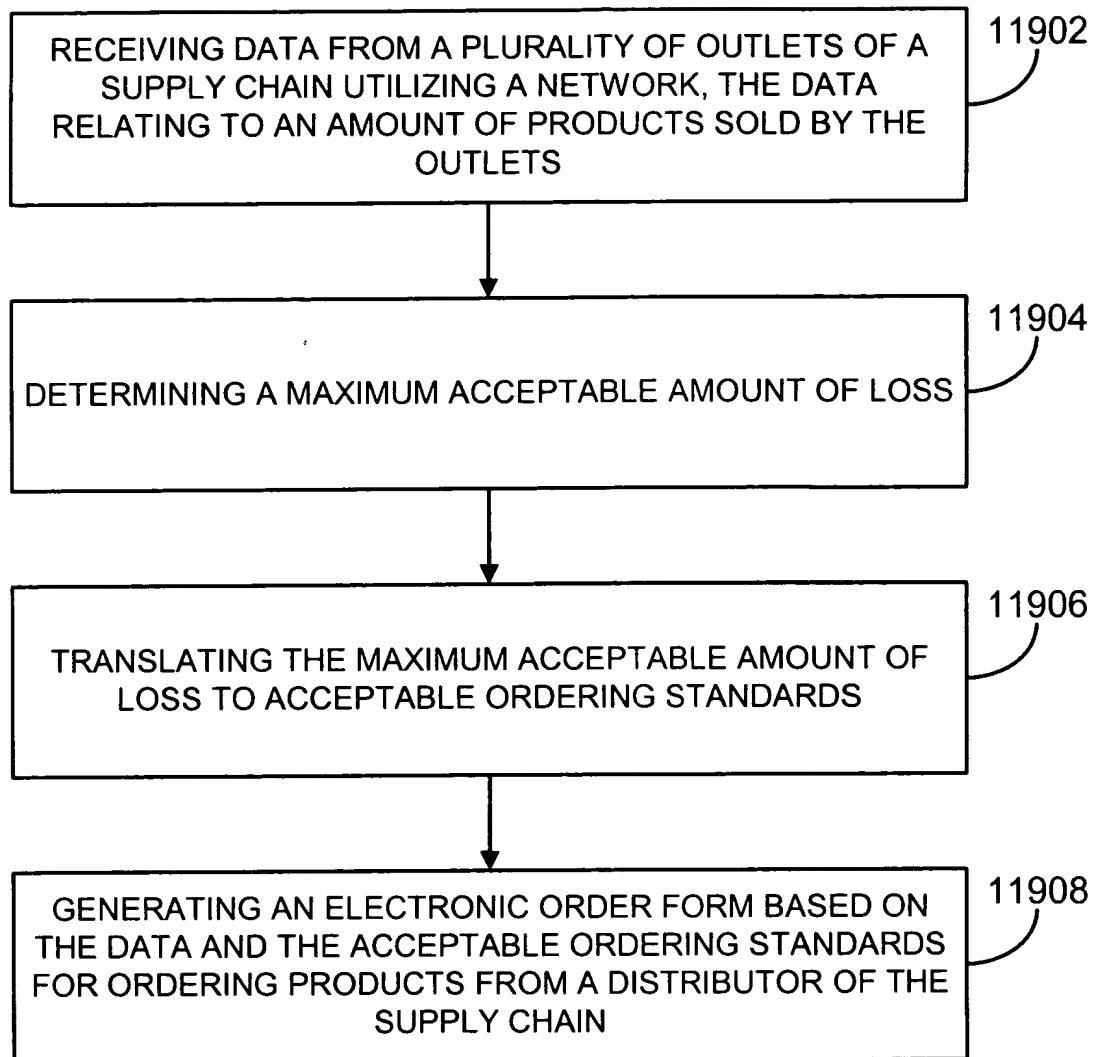 RECEIVING DATA FROM A PLURALITY OF OUTLETS OF A
SUPPLY CHAIN UTILIZING A NETWORK, THE DATA
RELATING TO AN AMOUNT OF PRODUCTS SOLD BY THE
OUTLETS
11902
DETERMINING A MAXIMUM ACCEPTABLE AMOUNT OF LOSS
11904
TRANSLATING THE MAXIMUM ACCEPTABLE AMOUNT OF
LOSS TO ACCEPTABLE ORDERING STANDARDS
11906
GENERATING AN ELECTRONIC ORDER FORM BASED ON
THE DATA AND THE ACCEPTABLE ORDERING STANDARDS
FOR ORDERING PRODUCTS FROM A DISTRIBUTOR OF THE
SUPPLY CHAIN
11908